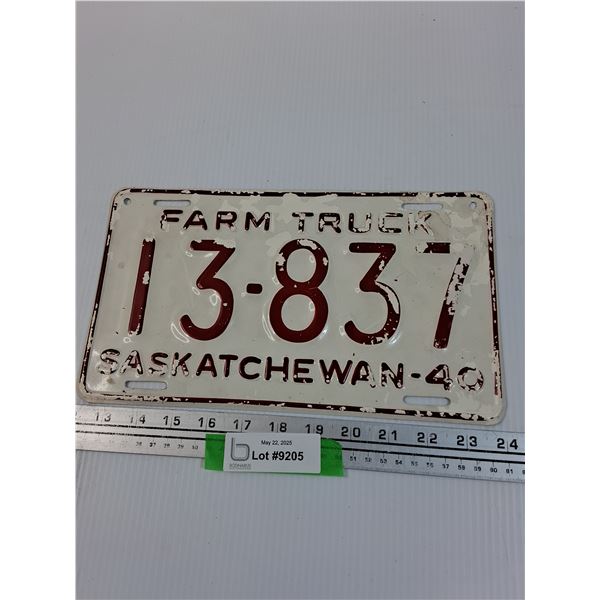 FARM TRUCK
13-837
SASKATCHEWAN-40
13 14 15 16 17 18 19 20 21 22 23 24
May 22, 2025
Lot #9205